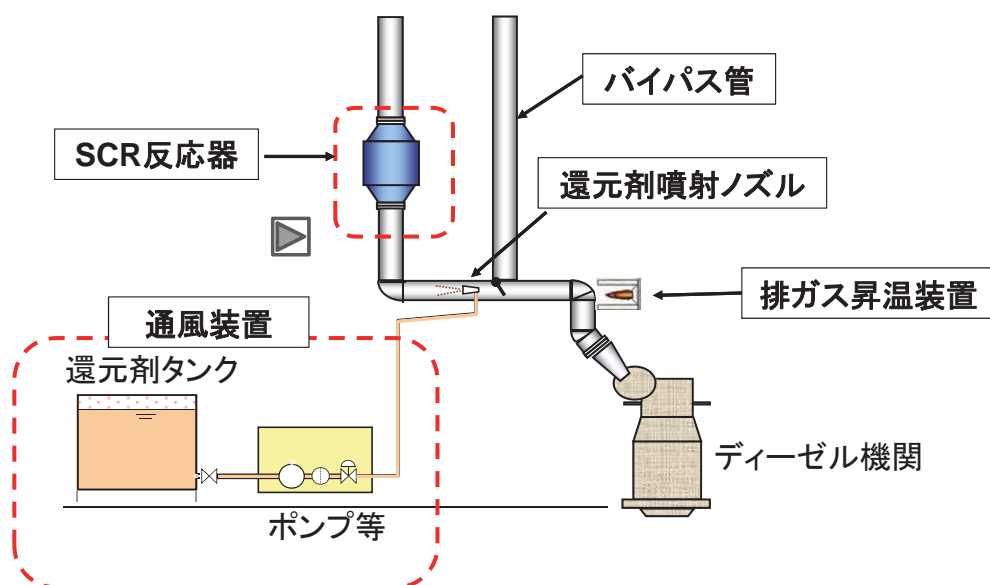 バイパス管
SCR反応器
還元剤噴射ノズル
排ガス昇温装置
通風装置
還元剤タンク
ディーゼル機関
ポンプ等